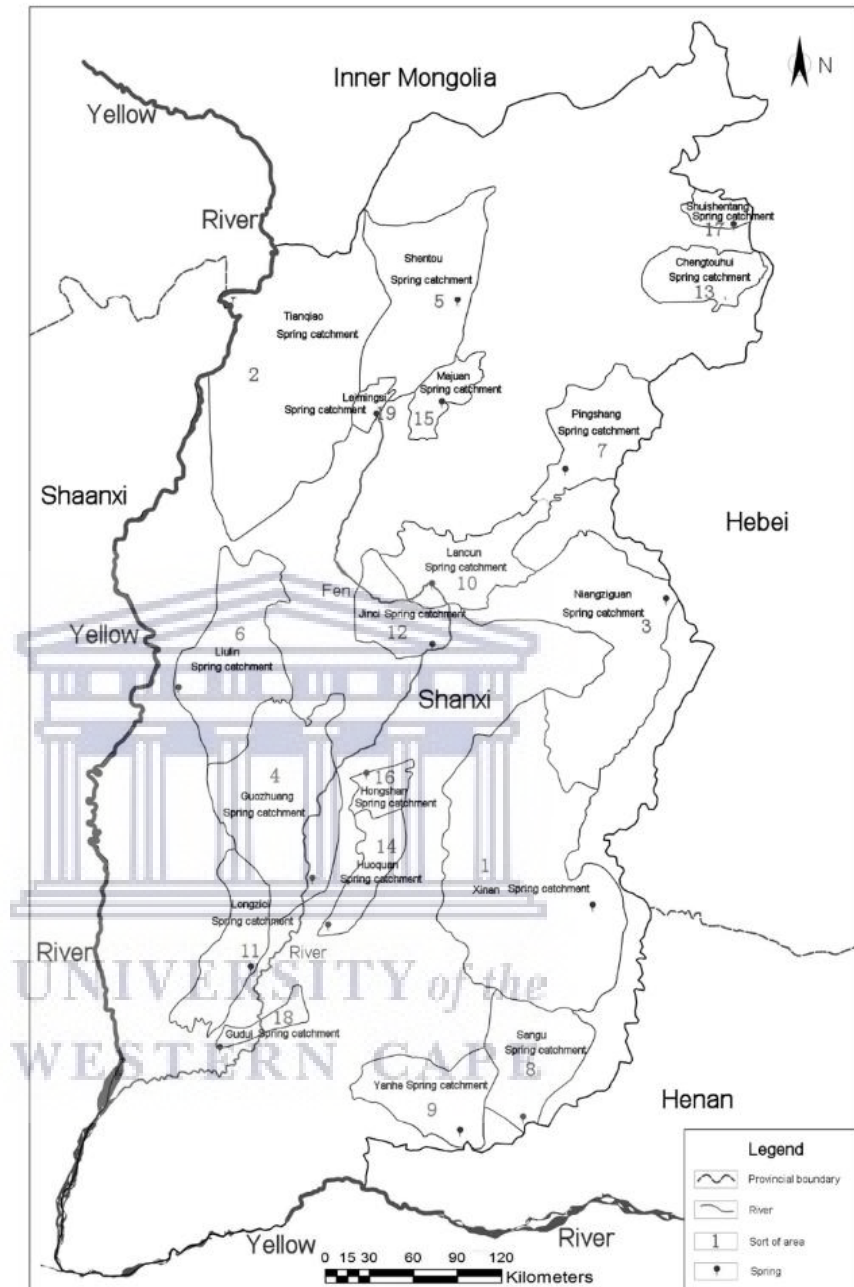 Inner Mongolia
N
Yellow
River
Shuishentang
Spring catchment
17
Shentou
Spring catchment
5
Chengtouhui
Spring catchment
13
Tianqiao
Spring catchment
2
Majuan
Spring catchment
15
Leimingsi
Spring catchment
19
Pingshang
Spring catchment
7
Shaanxi
Hebei
Lancun
Spring catchment
10
Fen
Niangziguan
Spring catchment
3
Jinci Spring catchment
12
Yellow
6
Liulin
Spring catchment
Shanxi
4
Guozhuang
Spring catchment
16
Hongshan
Spring catchment
14
Huoquan
Spring catchment
1
Xinan Spring catchment
Longzici
Spring catchment
11
River
River
UNIVERSITY of the
WESTERN CAPE
18
Gudui Spring catchment
Sangu
Spring catchment
8
Yanhe Spring catchment
9
Henan
Legend
Provincial boundary
River
1 Sort of area
Spring
Yellow
River
0 15 30 60 90 120
Kilometers